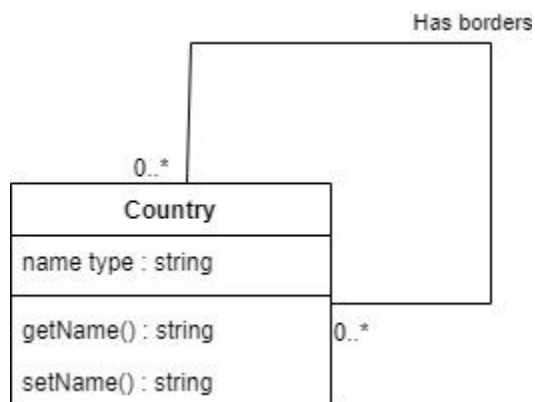 Has borders
0..*
Country
name type : string
getName() : string
0..*
setName() : string